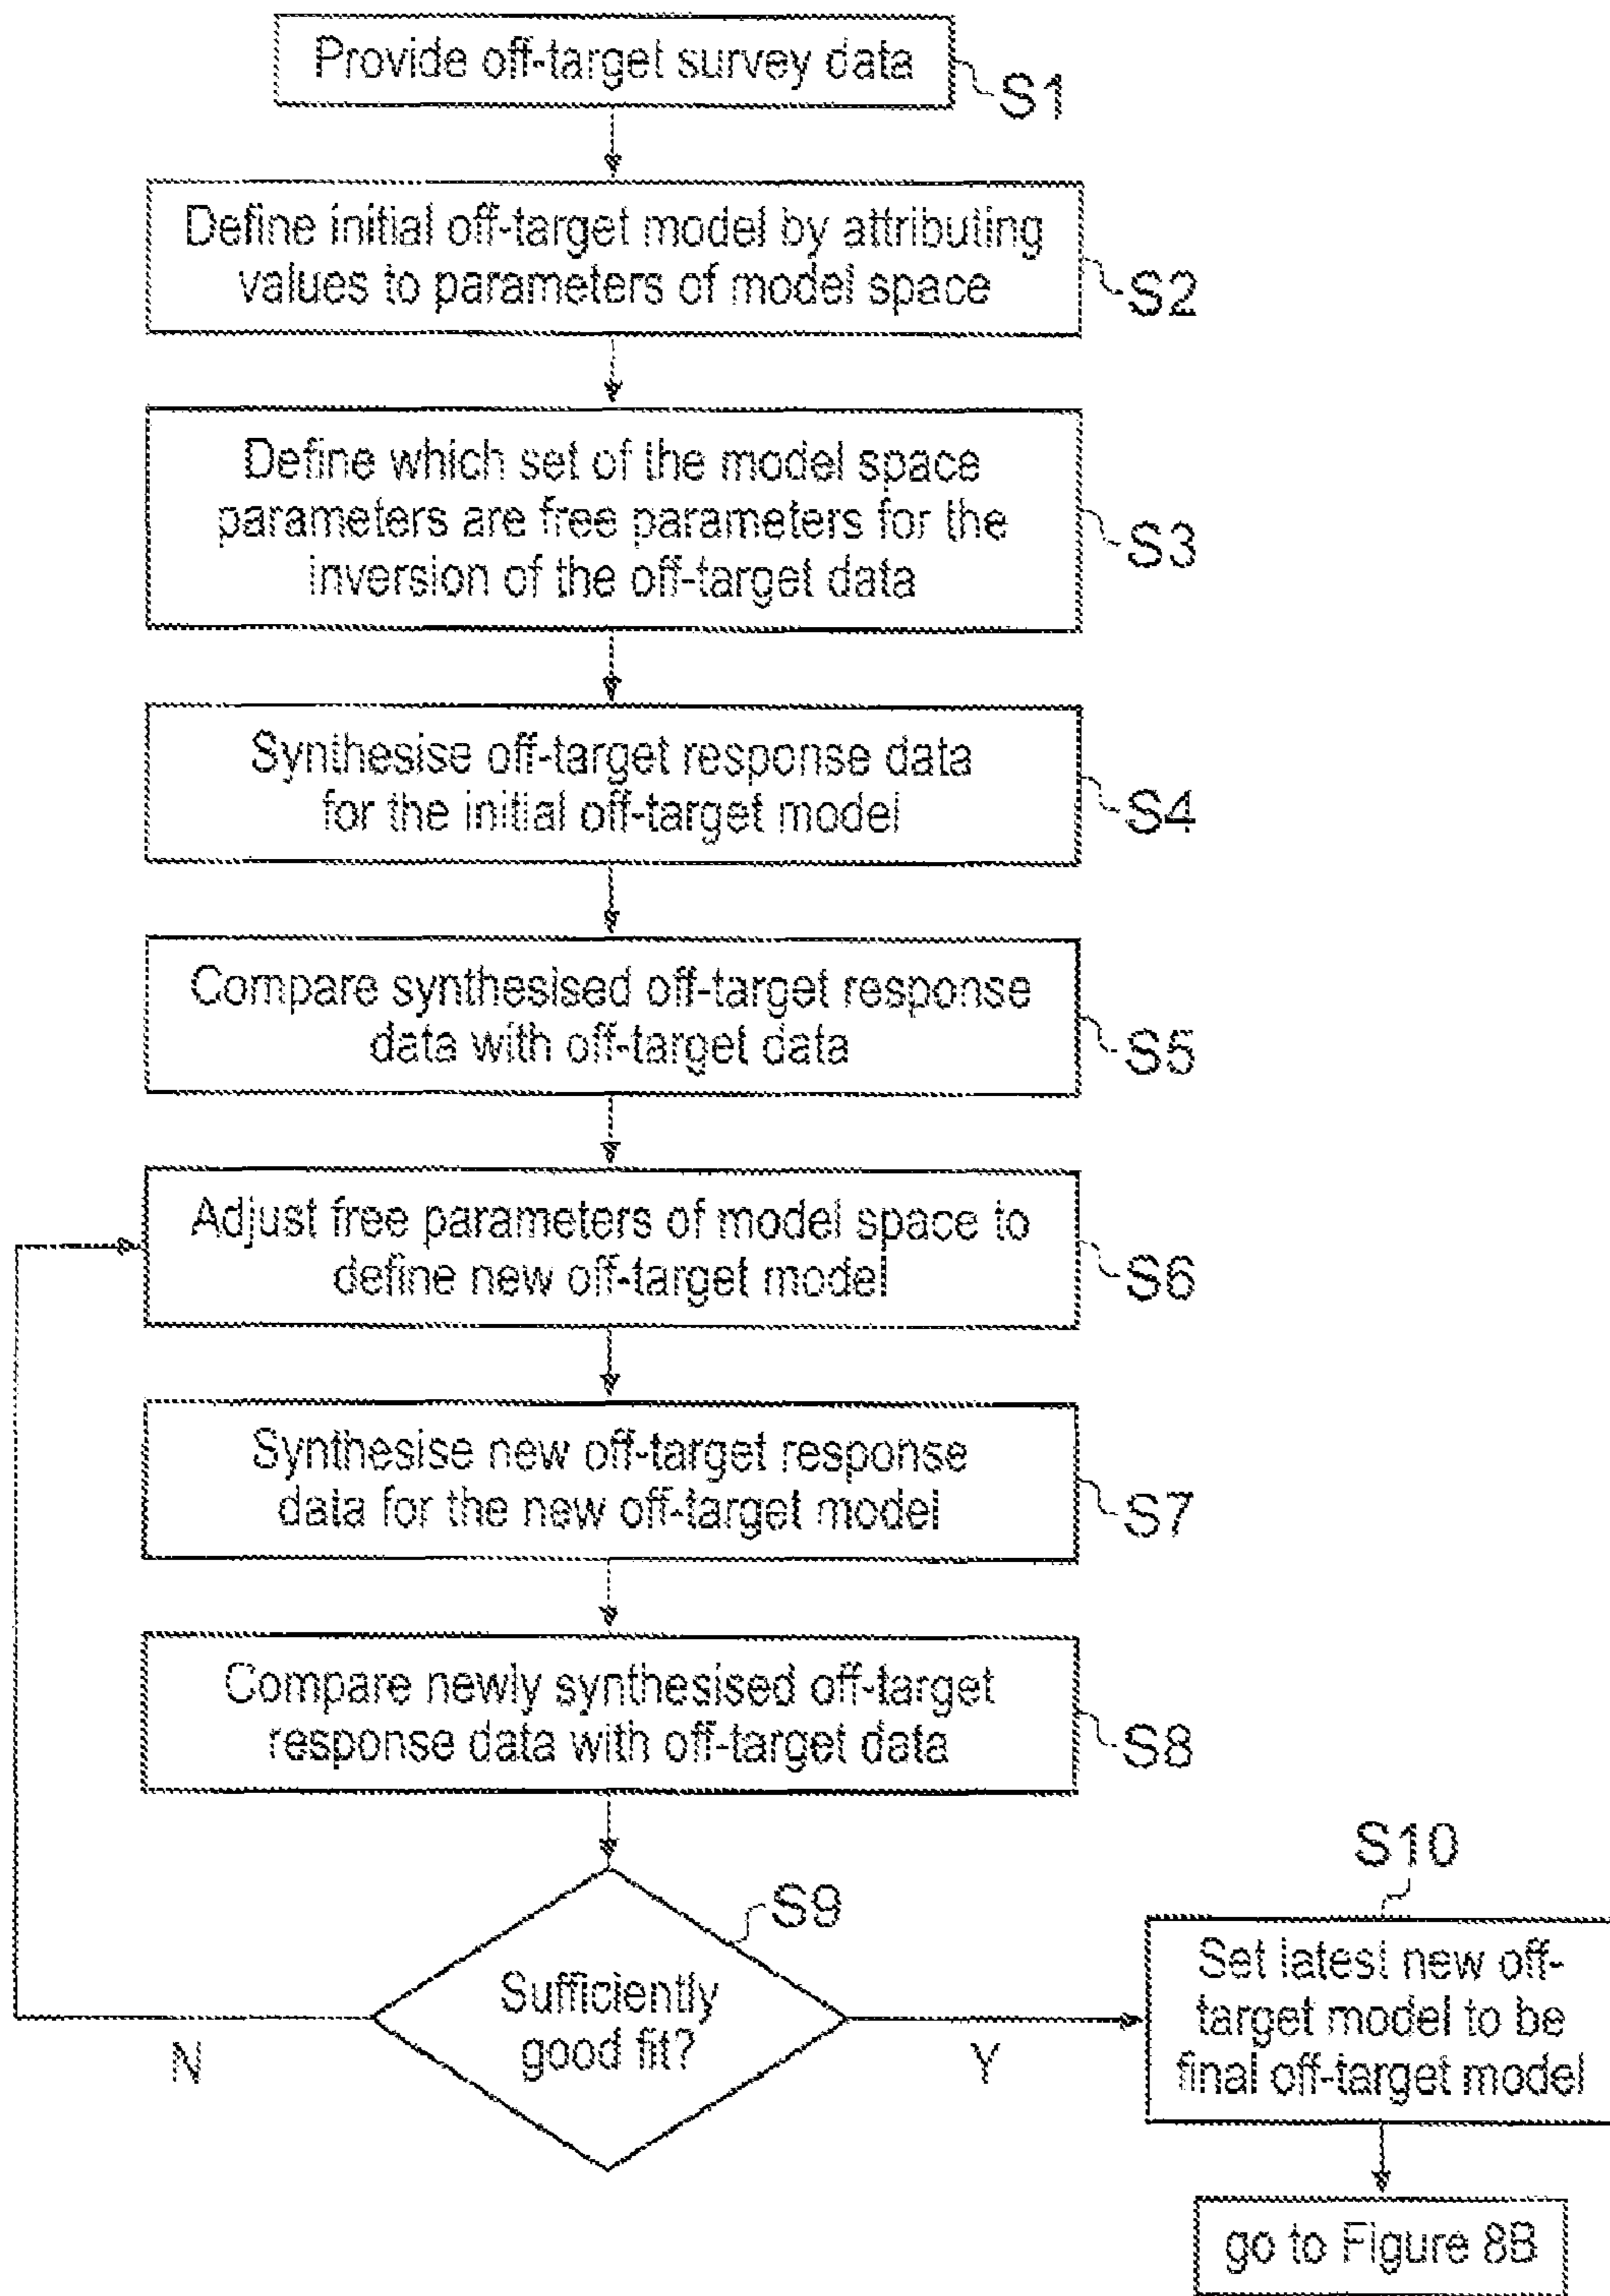 Provide off-target survey data
S1
Define initial off-target model by attributing
values to parameters of model space
S2
Define which set of the model space
parameters are free parameters for the
inversion of the off-target data
S3
Synthesise off-target response data
for the initial off-target model
S4
Compare synthesised off-target response
data with off-target data
S5
Adjust free parameters of model space to
define new off-target model
S6
Synthesise new off-target response
data for the new off-target model
S7
Compare newly synthesised off-target
response data with off-target data
S8
S9
Sufficiently
good fit?
N
Y
S10
Set latest new off-
target model to be
final off-target model
go to Figure 8B